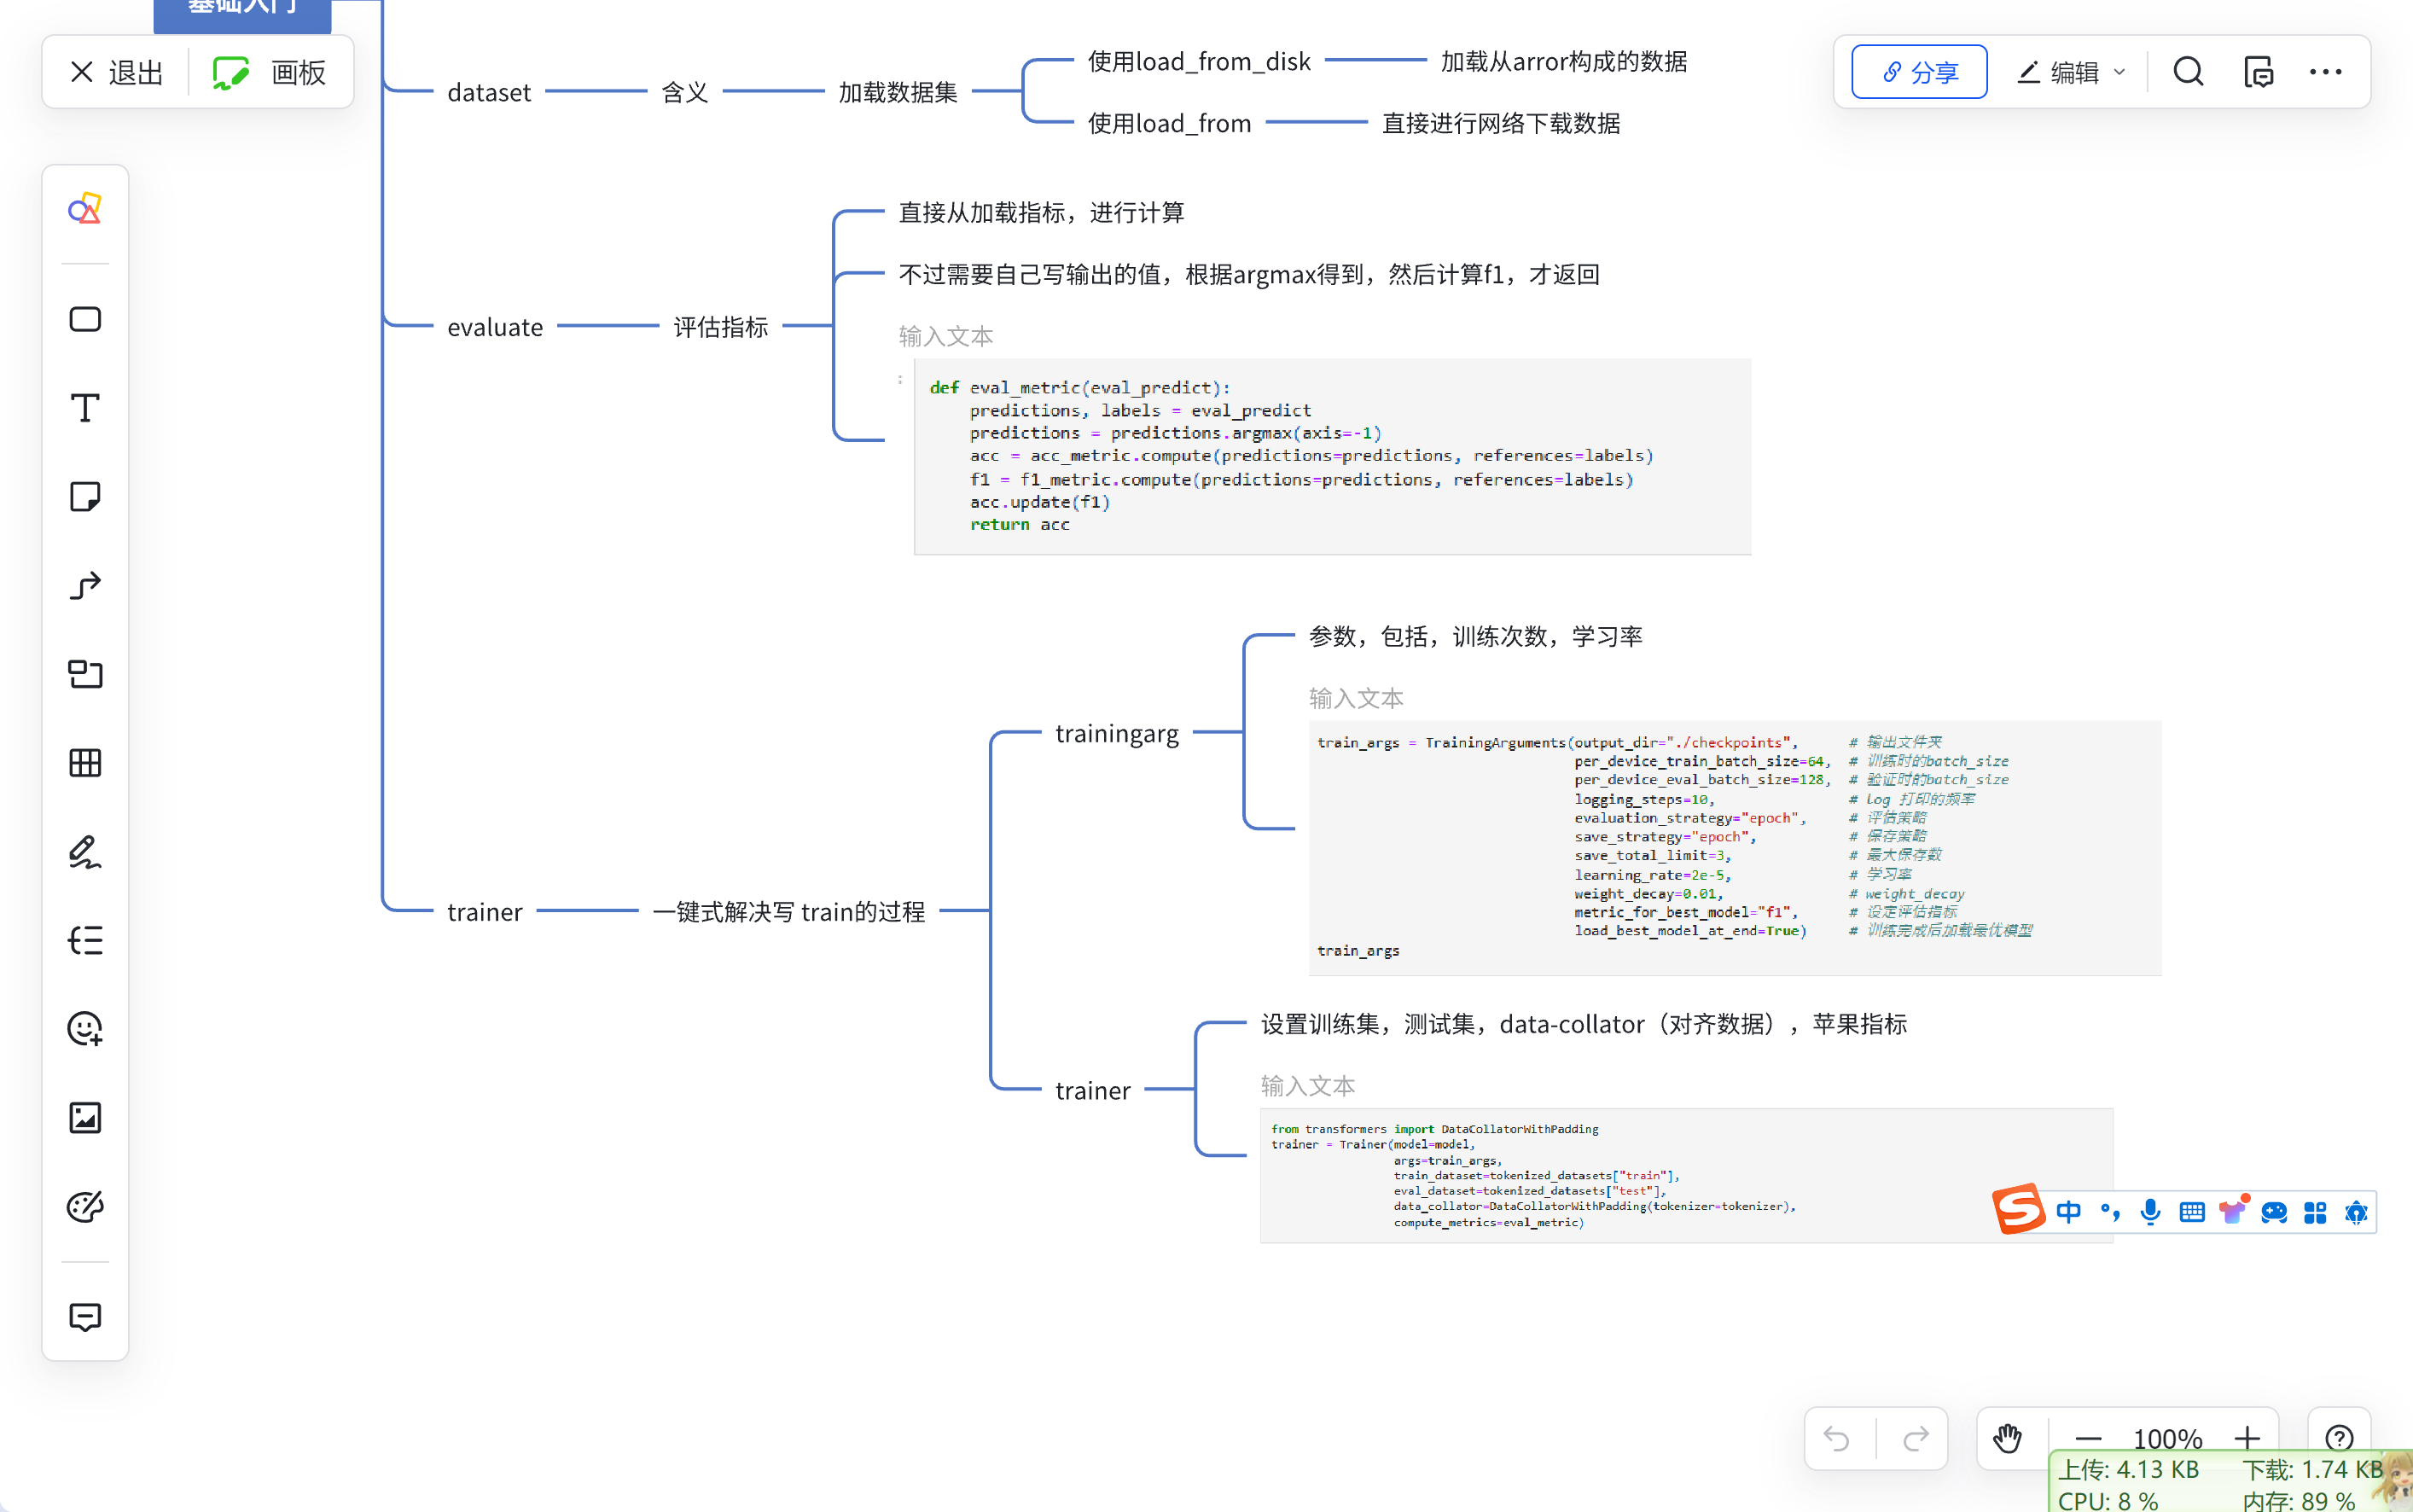 基础入门
退出
画板
dataset
含义
加载数据集
使用load_from_disk
加载从arror构成的数据
使用load_from
直接进行网络下载数据
分享
编辑
evaluate
评估指标
直接从加载指标，进行计算
不过需要自己写输出的值，根据argmax得到，然后计算f1，才返回
输入文本
def eval_metric(eval_predict):
    predictions, labels = eval_predict
    predictions = predictions.argmax(axis=-1)
    acc = acc_metric.compute(predictions=predictions, references=labels)
    f1 = f1_metric.compute(predictions=predictions, references=labels)
    acc.update(f1)
    return acc
trainer
一键式解决写 train的过程
trainingarg
参数，包括，训练次数，学习率
输入文本
train_args = TrainingArguments(output_dir="./checkpoints",      # 输出文件夹
                               per_device_train_batch_size=64,  # 训练时的batch_size
                               per_device_eval_batch_size=128,  # 验证时的batch_size
                               logging_steps=10,                # log 打印的频率
                               evaluation_strategy="epoch",     # 评估策略
                               save_strategy="epoch",           # 保存策略
                               save_total_limit=3,              # 最大保存数
                               learning_rate=2e-5,              # 学习率
                               weight_decay=0.01,               # weight_decay
                               metric_for_best_model="f1",      # 设定评估指标
                               load_best_model_at_end=True)     # 训练完成后加载最优模型
train_args
trainer
设置训练集，测试集，data-collator（对齐数据），苹果指标
输入文本
from transformers import DataCollatorWithPadding
trainer = Trainer(model=model,
                  args=train_args,
                  train_dataset=tokenized_datasets["train"],
                  eval_dataset=tokenized_datasets["test"],
                  data_collator=DataCollatorWithPadding(tokenizer=tokenizer),
                  compute_metrics=eval_metric)
中
100%
上传: 4.13 KB
下载: 1.74 KB
CPU: 8 %
内存: 89 %